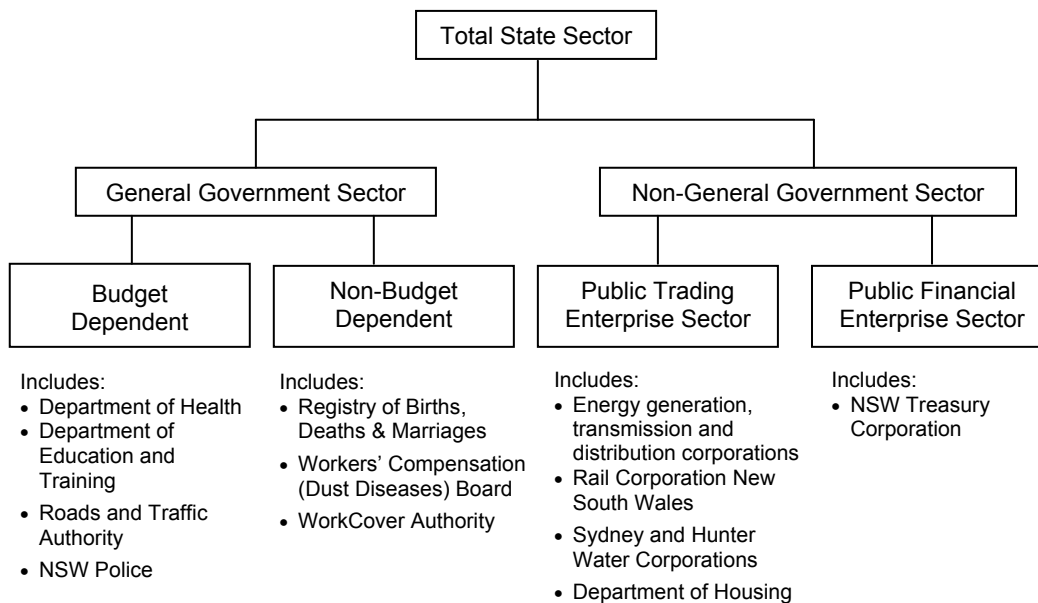 Total State Sector
General Government Sector
Non-General Government Sector
Budget
Dependent
Non-Budget
Dependent
Public Trading
Enterprise Sector
Public Financial
Enterprise Sector
Includes:
• Department of Health
• Department of
Education and
Training
• Roads and Traffic
Authority
• NSW Police
Includes:
• Registry of Births,
Deaths & Marriages
• Workers’ Compensation
(Dust Diseases) Board
• WorkCover Authority
Includes:
• Energy generation,
transmission and
distribution corporations
• Rail Corporation New
South Wales
• Sydney and Hunter
Water Corporations
• Department of Housing
Includes:
• NSW Treasury
Corporation